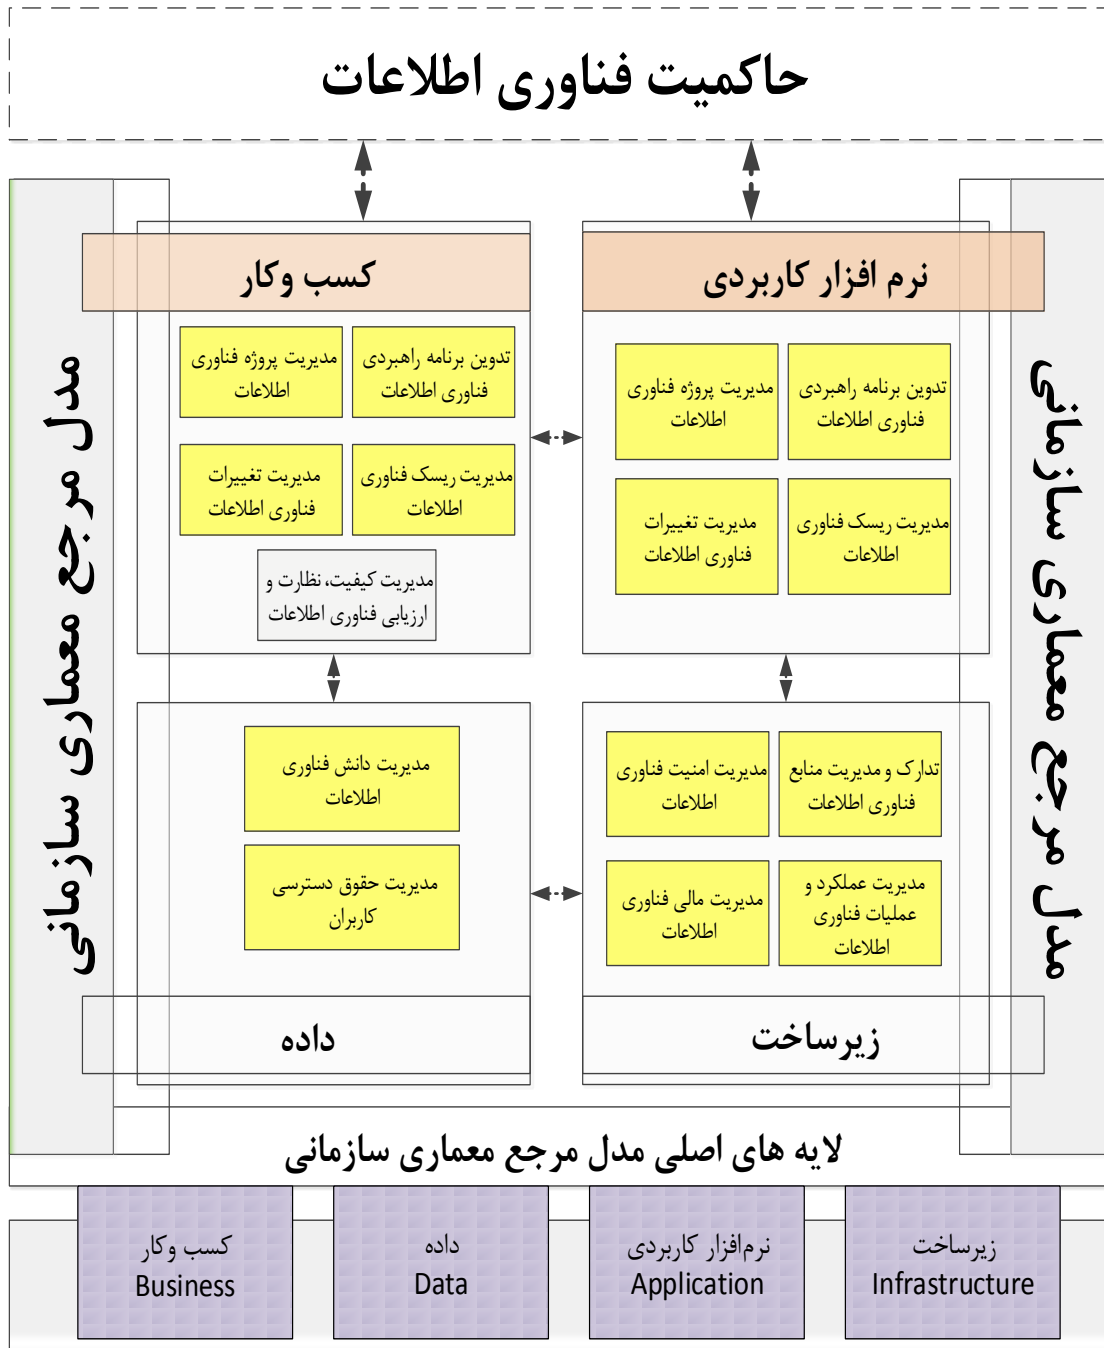 حاکمیت فناوری اطلاعات
مدل مرجع معماری سازمانی
نرم افزار کاربردی
تدوین برنامه راهبردی
فناوری اطلاعات
مدیریت پروژه فناوری
اطلاعات
مدیریت ریسک فناوری
اطلاعات
مدیریت تغییرات
فناوری اطلاعات
کسب وکار
تدوین برنامه راهبردی
فناوری اطلاعات
مدیریت پروژه فناوری
اطلاعات
مدیریت ریسک فناوری
اطلاعات
مدیریت تغییرات
فناوری اطلاعات
مدیریت کیفیت، نظارت و
ارزیابی فناوری اطلاعات
تدارک و مدیریت منابع
فناوری اطلاعات
مدیریت امنیت فناوری
اطلاعات
مدیریت عملکرد و
عملیات فناوری
اطلاعات
مدیریت مالی فناوری
اطلاعات
زیرساخت
مدیریت دانش فناوری
اطلاعات
مدیریت حقوق دسترسی
کاربران
داده
مدل مرجع معماری سازمانی
لایه های اصلی مدل مرجع معماری سازمانی
کسب وکار
Business
داده
Data
نرم‌افزار کاربردی
Application
زیرساخت
Infrastructure